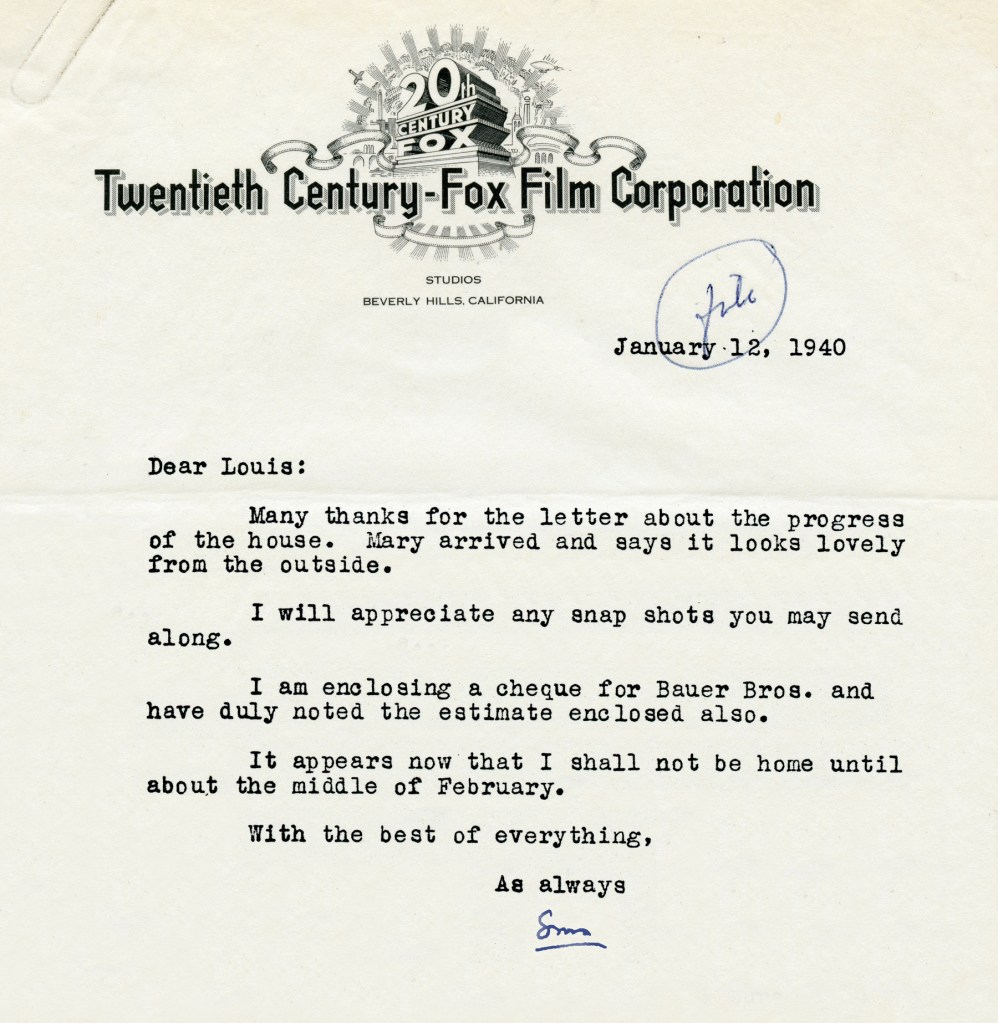 20th
CENTURY
FOX
Twentieth Century-Fox Film Corporation
STUDIOS
BEVERLY HILLS, CALIFORNIA
file
January 12, 1940
Dear Louis:
Many thanks for the letter about the progress
of the house. Mary arrived and says it looks lovely
from the outside.
I will appreciate any snap shots you may send
along.
I am enclosing a cheque for Bauer Bros. and
have duly noted the estimate enclosed also.
It appears now that I shall not be home until
about the middle of February.
With the best of everything,
As always